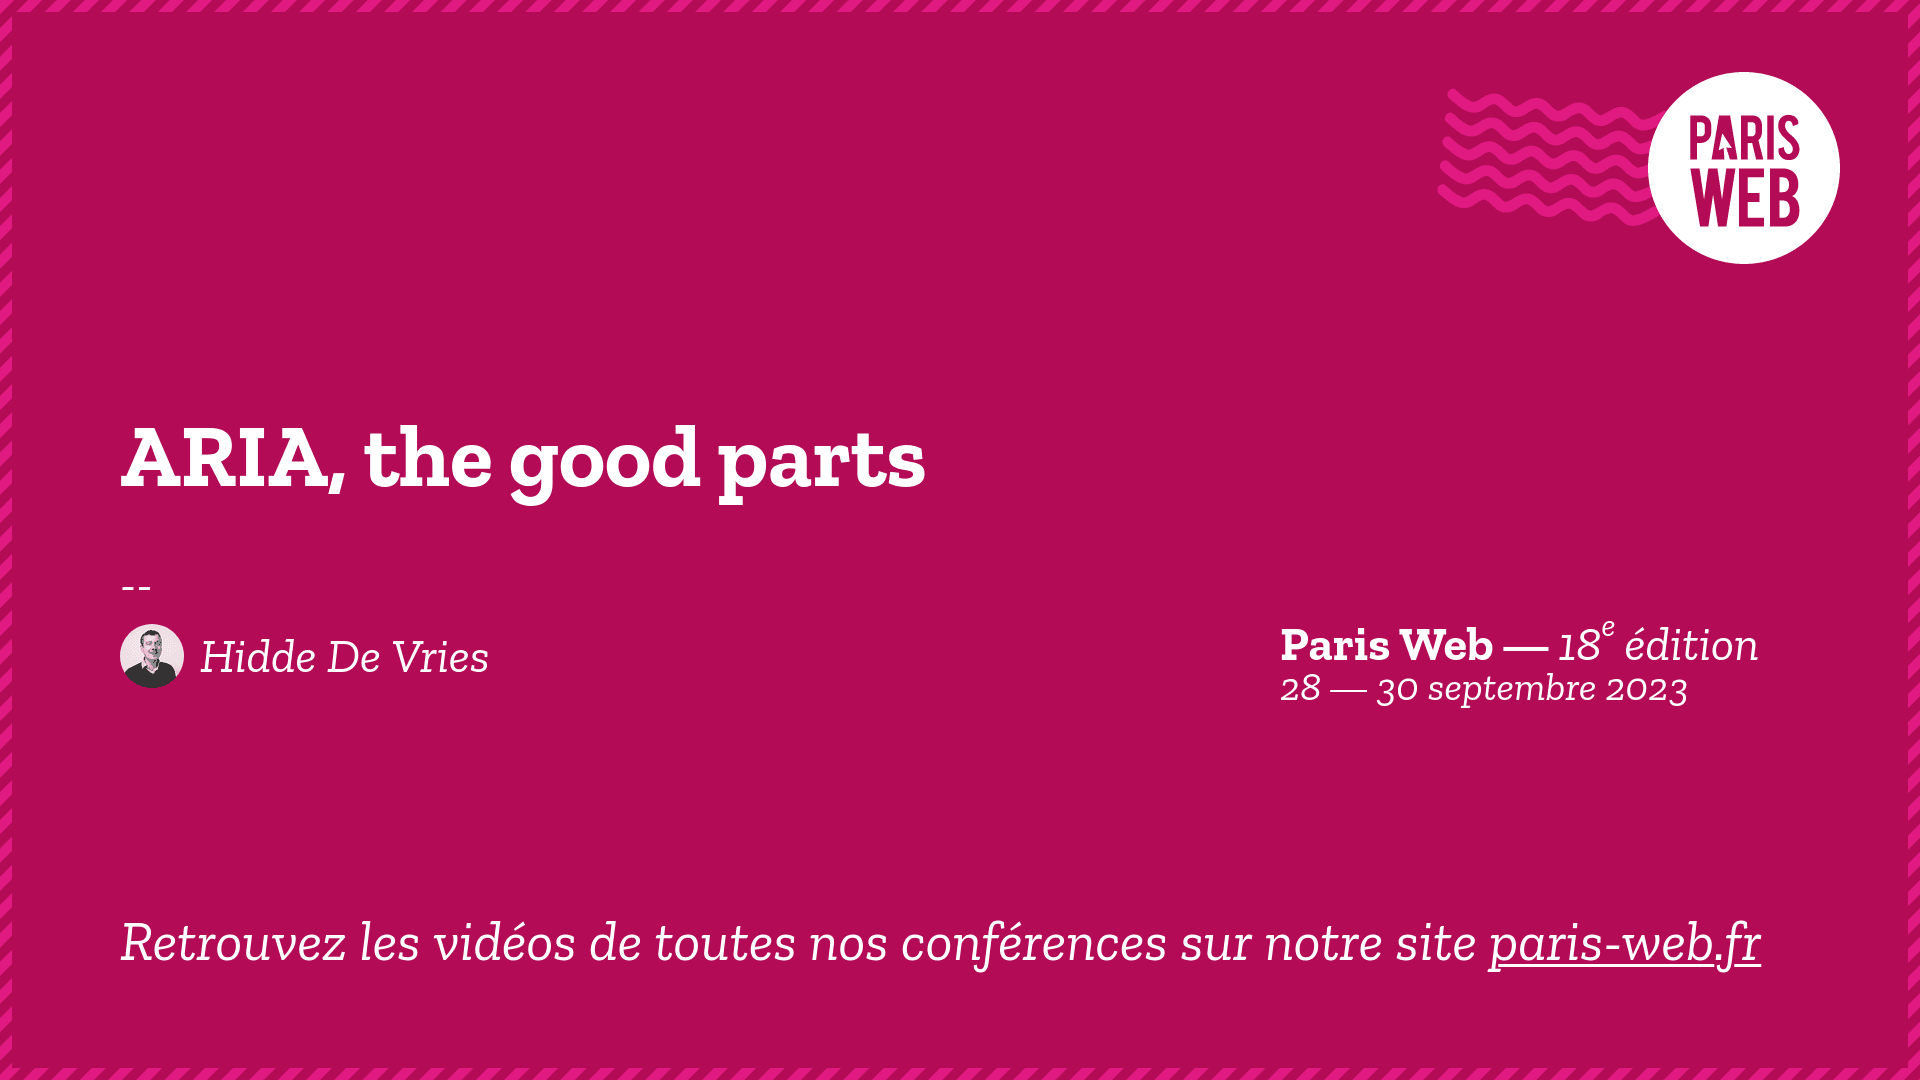 PARIS
WEB
ARIA, the good parts
--
Hidde De Vries
Paris Web — 18e édition
28 — 30 septembre 2023
Retrouvez les vidéos de toutes nos conférences sur notre site paris-web.fr